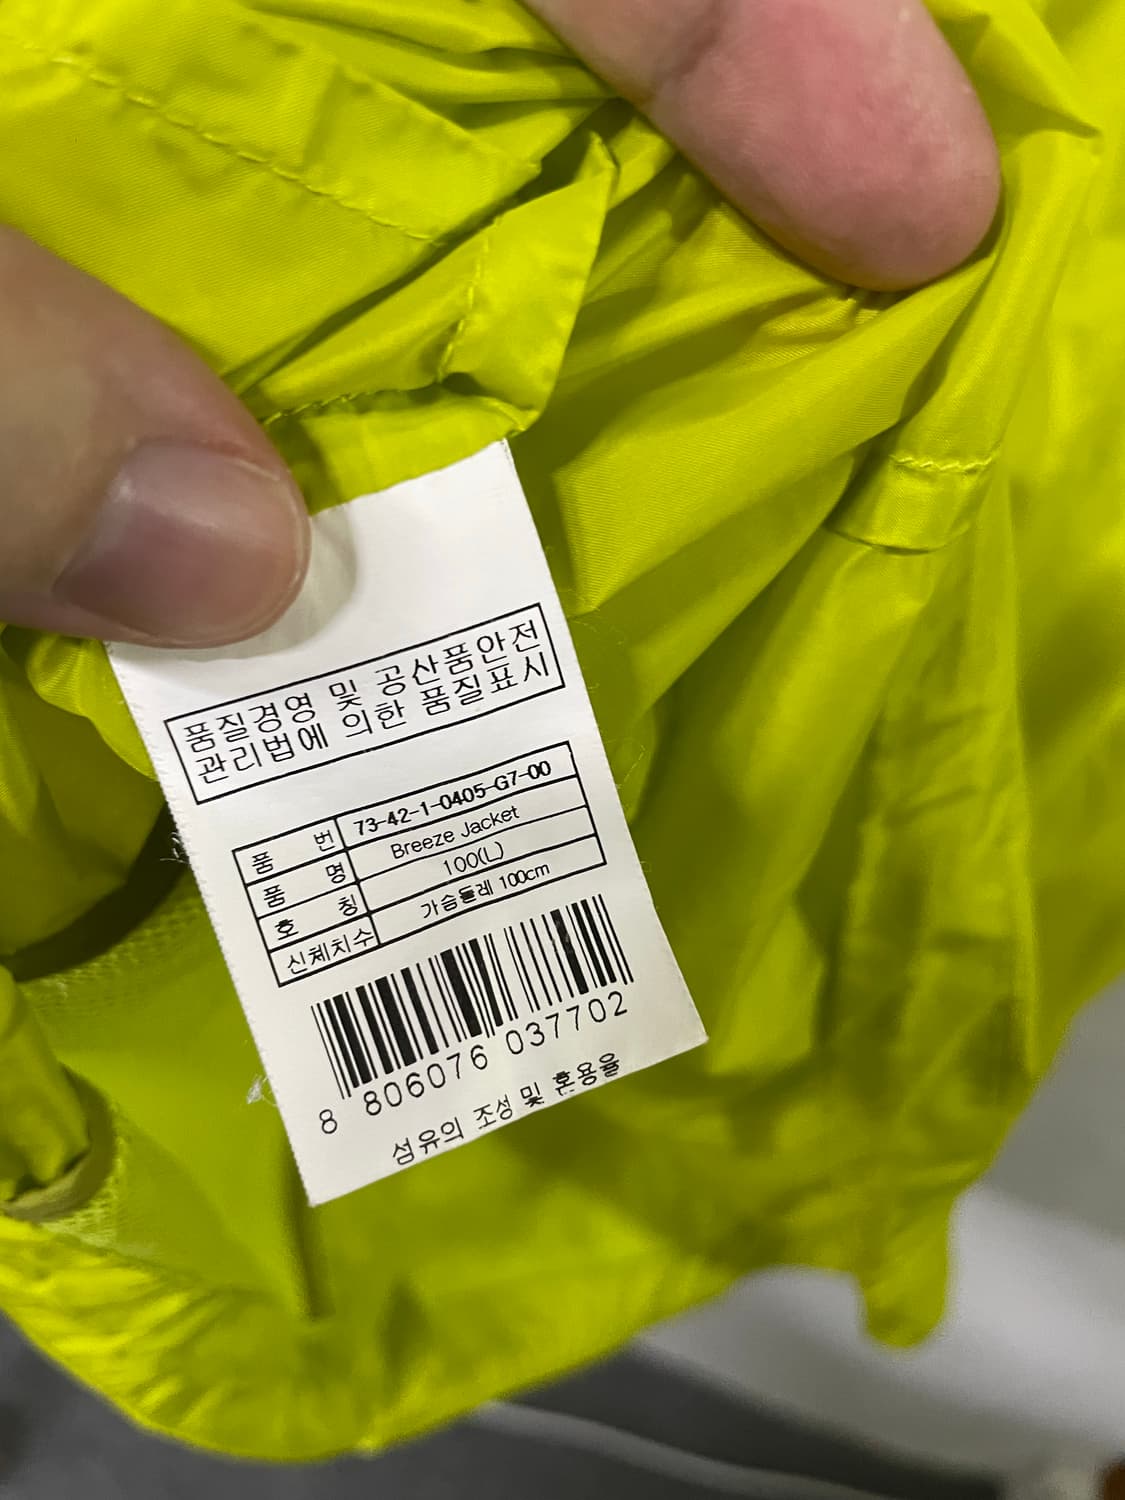 품질경영 및 공산품안전
관리법에 의한 품질표시
품 번 73-42-1-0405-G7-00
품 명 Breeze Jacket
호 칭 100(L)
신체치수 가슴둘레 100cm
8 806076 037702
섬유의 조성 및 혼용율